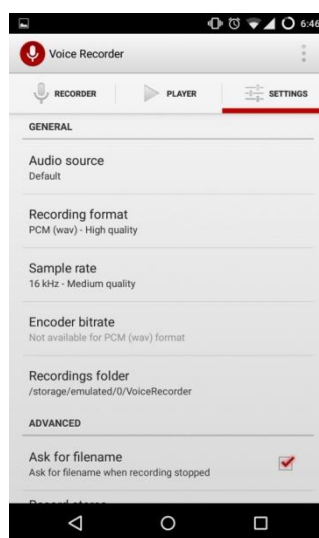 6:46
Voice Recorder
RECORDER PLAYER SETTINGS
GENERAL
Audio source
Default
Recording format
PCM (wav) - High quality
Sample rate
16 kHz - Medium quality
Encoder bitrate
Not available for PCM (wav) format
Recordings folder
/storage/emulated/0/VoiceRecorder
ADVANCED
Ask for filename
Ask for filename when recording stopped